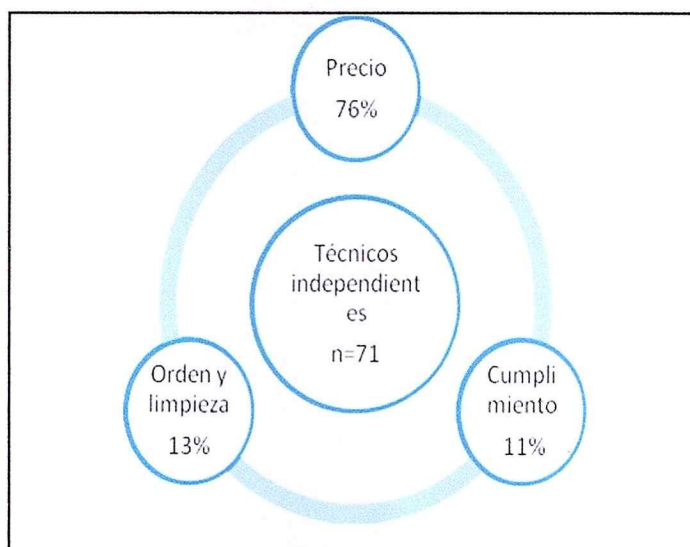 Precio
76%
Técnicos
independient
es
n=71
Orden y
limpieza
13%
Cumpli
miento
11%